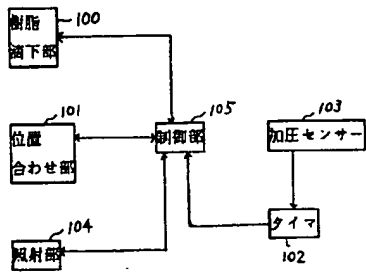 100
樹脂
滴下部
101
位置
合わせ部
105
制御部
103
加圧センサー
104
照射部
タイマ
102